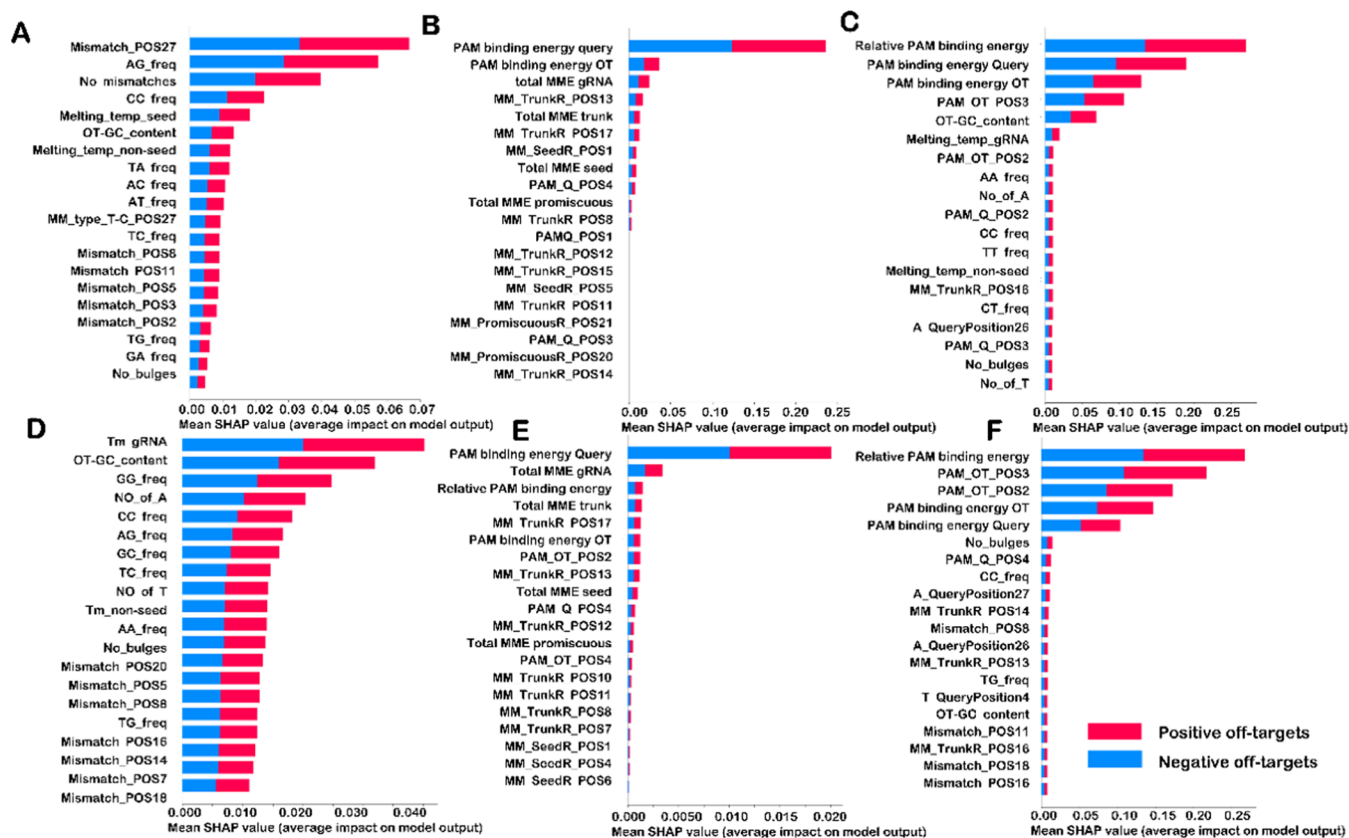 A
Mismatch_POS27
AG_freq
No mismatches
CC freq
Melting_temp_seed
OT-GC_content
Melting_temp_non-seed
TA freq
AC freq
AT_freq
MM_type_T-C_POS27
TC_freq
Mismatch_POS8
Mismatch POS11
Mismatch_POS5
Mismatch_POS3
Mismatch_POS2
TG_freq
GA freq
No_bulges
0.00 0.01 0.02 0.03 0.04 0.05 0.06 0.07
Mean SHAP value (average impact on model output)
B
PAM binding energy query
PAM binding energy OT
total MME gRNA
MM_TrunkR_POS13
Total MME trunk
MM TrunkR_POS17
MM_SeedR_POS1
Total MME seed
PAM_Q_POS4
Total MME promiscuous
MM TrunkR POS8
PAMQ_POS1
MM_TrunkR_POS12
MM_TrunkR_POS15
MM SeedR POS5
MM TrunkR POS11
MM_PromiscuousR_POS21
PAM_Q_POS3
MM_PromiscuousR_POS20
MM_TrunkR_POS14
0.00 0.0050 0.10 0.15 0.20 0.25
Mean SHAP value (average impact on model output)
C
Relative PAM binding energy
PAM binding energy Query
PAM binding energy OT
PAM OT POS3
OT-GC_content
Melting_temp_gRNA
PAM_OT_POS2
AA freq
No_of_A
PAM_Q_POS2
CC freq
TT freq
Melting_temp_non-seed
MM_TrunkR_POS16
CT_freq
A QueryPosition26
PAM_Q_POS3
No_bulges
No_of_T
0.00 0.05 0.10 0.15 0.20 0.25
Mean SHAP value (average impact on model output)
D
Tm gRNA
OT-GC_content
GG_freq
NO_of_A
CC freq
AG_freq
GC_freq
TC_freq
NO of T
Tm_non-seed
AA_freq
No_bulges
Mismatch POS20
Mismatch_POS5
Mismatch_POS8
TG_freq
Mismatch POS16
Mismatch_POS14
Mismatch_POS7
Mismatch_POS18
0.000 0.010 0.020 0.030 0.040
Mean SHAP value (average impact on model output)
E
PAM binding energy Query
Total MME gRNA
Relative PAM binding energy
Total MME trunk
MM_TrunkR_POS17
PAM binding energy OT
PAM_OT_POS2
MM_TrunkR_POS13
Total MME seed
PAM Q POS4
MM_TrunkR_POS12
Total MME promiscuous
PAM_OT_POS4
MM TrunkR POS10
MM TrunkR POS11
MM_TrunkR_POS8
MM_TrunkR_POS7
MM_SeedR_POS1
MM_SeedR_POS4
MM SeedR POS6
0.000 0.0050 0.010 0.0150 0.020
Mean SHAP value (average impact on model output)
F
Relative PAM binding energy
PAM_OT_POS3
PAM_OT_POS2
PAM binding energy OT
PAM binding energy Query
No_bulges
PAM_Q_POS4
CC_freq
A_QueryPosition27
MM TrunkR POS14
Mismatch_POS8
A_QueryPosition26
MM_TrunkR_POS13
TG_freq
T QueryPosition4
OT-GC content
Mismatch_POS11
MM_TrunkR_POS16
Mismatch_POS18
Mismatch POS16
0.00 0.05 0.10 0.15 0.20 0.25
Mean SHAP value (average impact on model output)
Positive off-targets
Negative off-targets